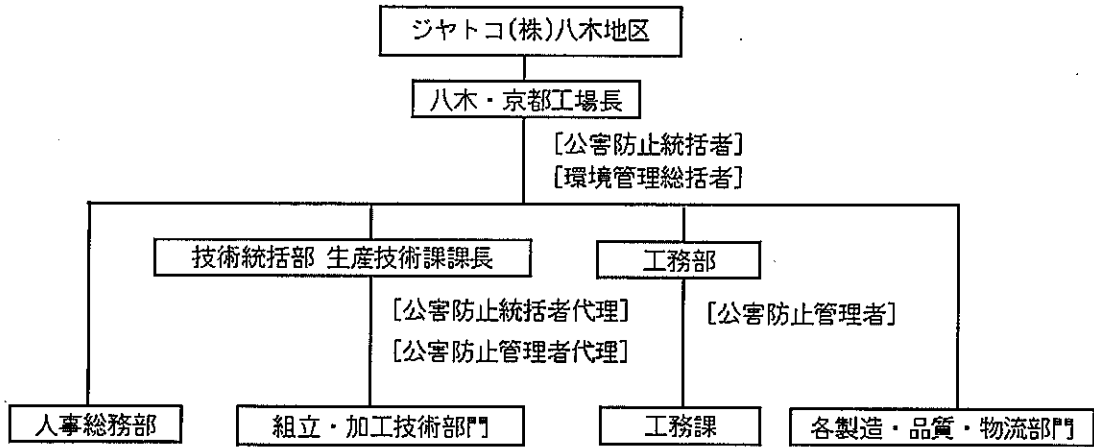 ジヤトコ(株)八木地区
八木・京都工場長
[公害防止統括者]
[環境管理総括者]
技術統括部 生産技術課課長
工務部
[公害防止統括者代理]
[公害防止管理者]
[公害防止管理者代理]
人事総務部
組立・加工技術部門
工務課
各製造・品質・物流部門